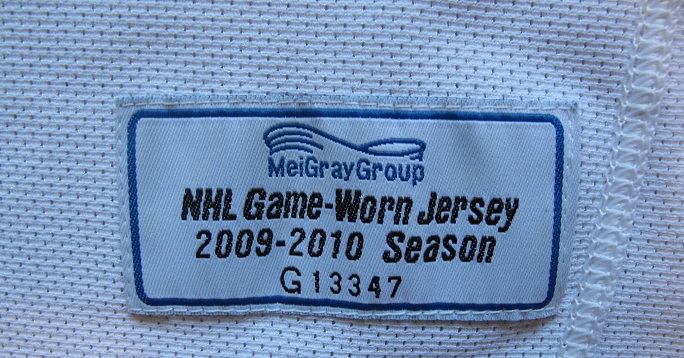 MeiGrayGroup
NHL Game-Worn Jersey
2009-2010 Season
G13347